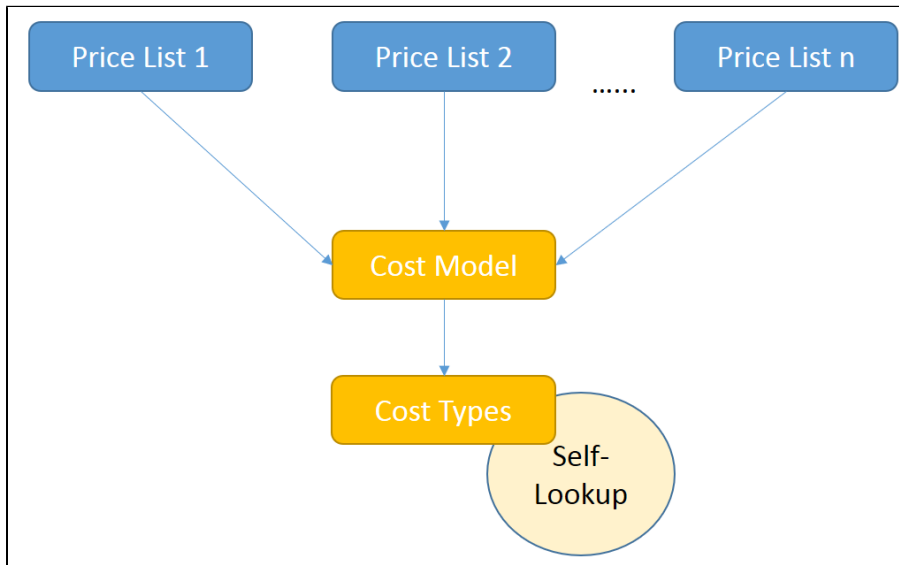 Price List 1
Price List 2
......
Price List n
Cost Model
Cost Types
Self-
Lookup